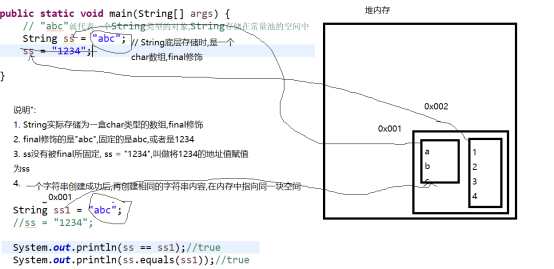 public static void main(String[] args) {
// "abc"就代表一个String类型的对象,String存储在常量池的空间中
String ss = "abc";
// String底层存储时,是一个
char数组,final修饰
ss = "1234";
}
说明":
1. String实际存储为一盒char类型的数组,final修饰
2. final修饰的是"abc",固定的是abc,或者是1234
3. ss没有被final所固定, ss = "1234",叫做将1234的地址值赋值
为ss
4. 一个字符串创建成功后,再创建相同的字符串内容,在内存中指向同一块空间
0x001
String ss1 = "abc";
//ss = "1234";
System.out.println(ss == ss1);//true
System.out.println(ss.equals(ss1));//true
堆内存
0x002
0x001
a
b
c
1
2
3
4